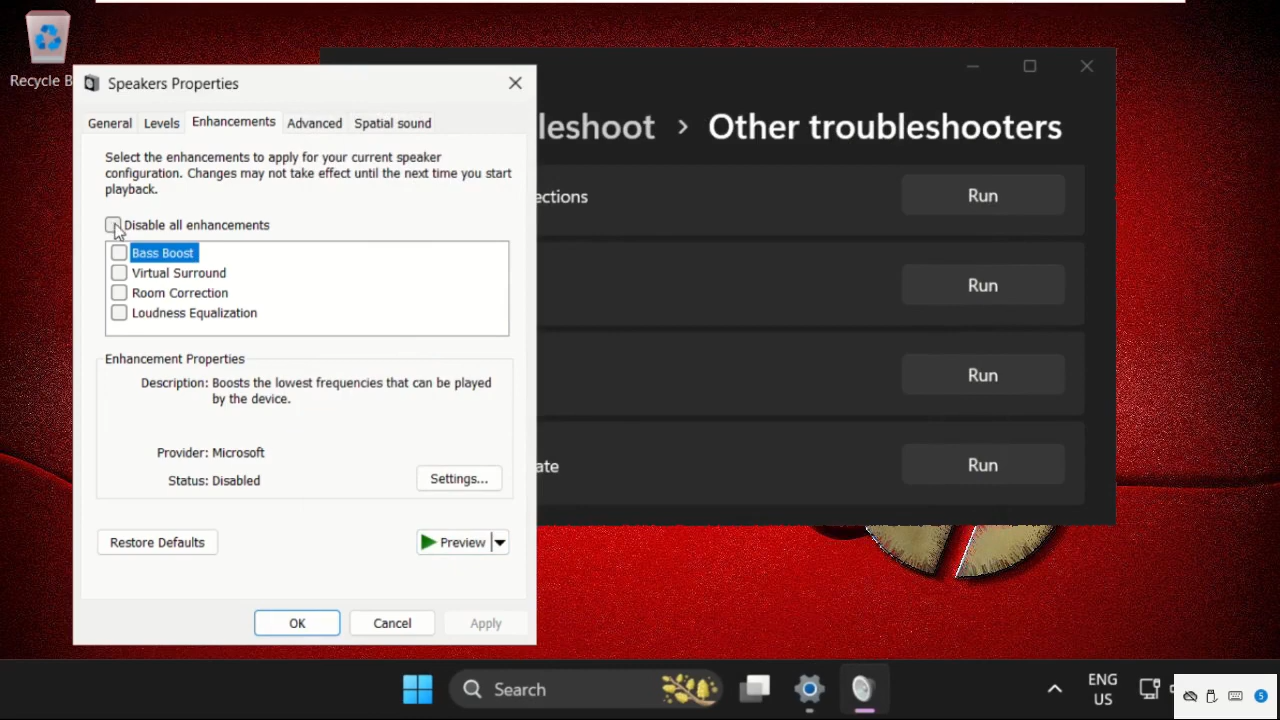 Recycle B
Speakers Properties
General Levels Enhancements Advanced Spatial sound
Select the enhancements to apply for your current speaker
configuration. Changes may not take effect until the next time you start
playback.
Disable all enhancements
Bass Boost
Virtual Surround
Room Correction
Loudness Equalization
Enhancement Properties
Description: Boosts the lowest frequencies that can be played
by the device.
Provider: Microsoft
Status: Disabled
Settings...
Restore Defaults
Preview
OK Cancel Apply
leshoot › Other troubleshooters
ections Run
Run
Run
ate Run
Search
ENG
US
5